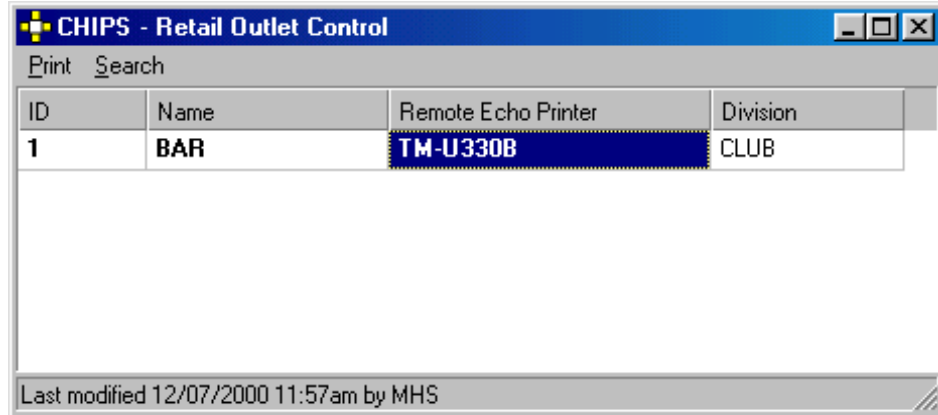 CHIPS - Retail Outlet Control
Print Search
ID Name Remote Echo Printer Division
1 BAR TM-U330B CLUB
Last modified 12/07/2000 11:57am by MHS